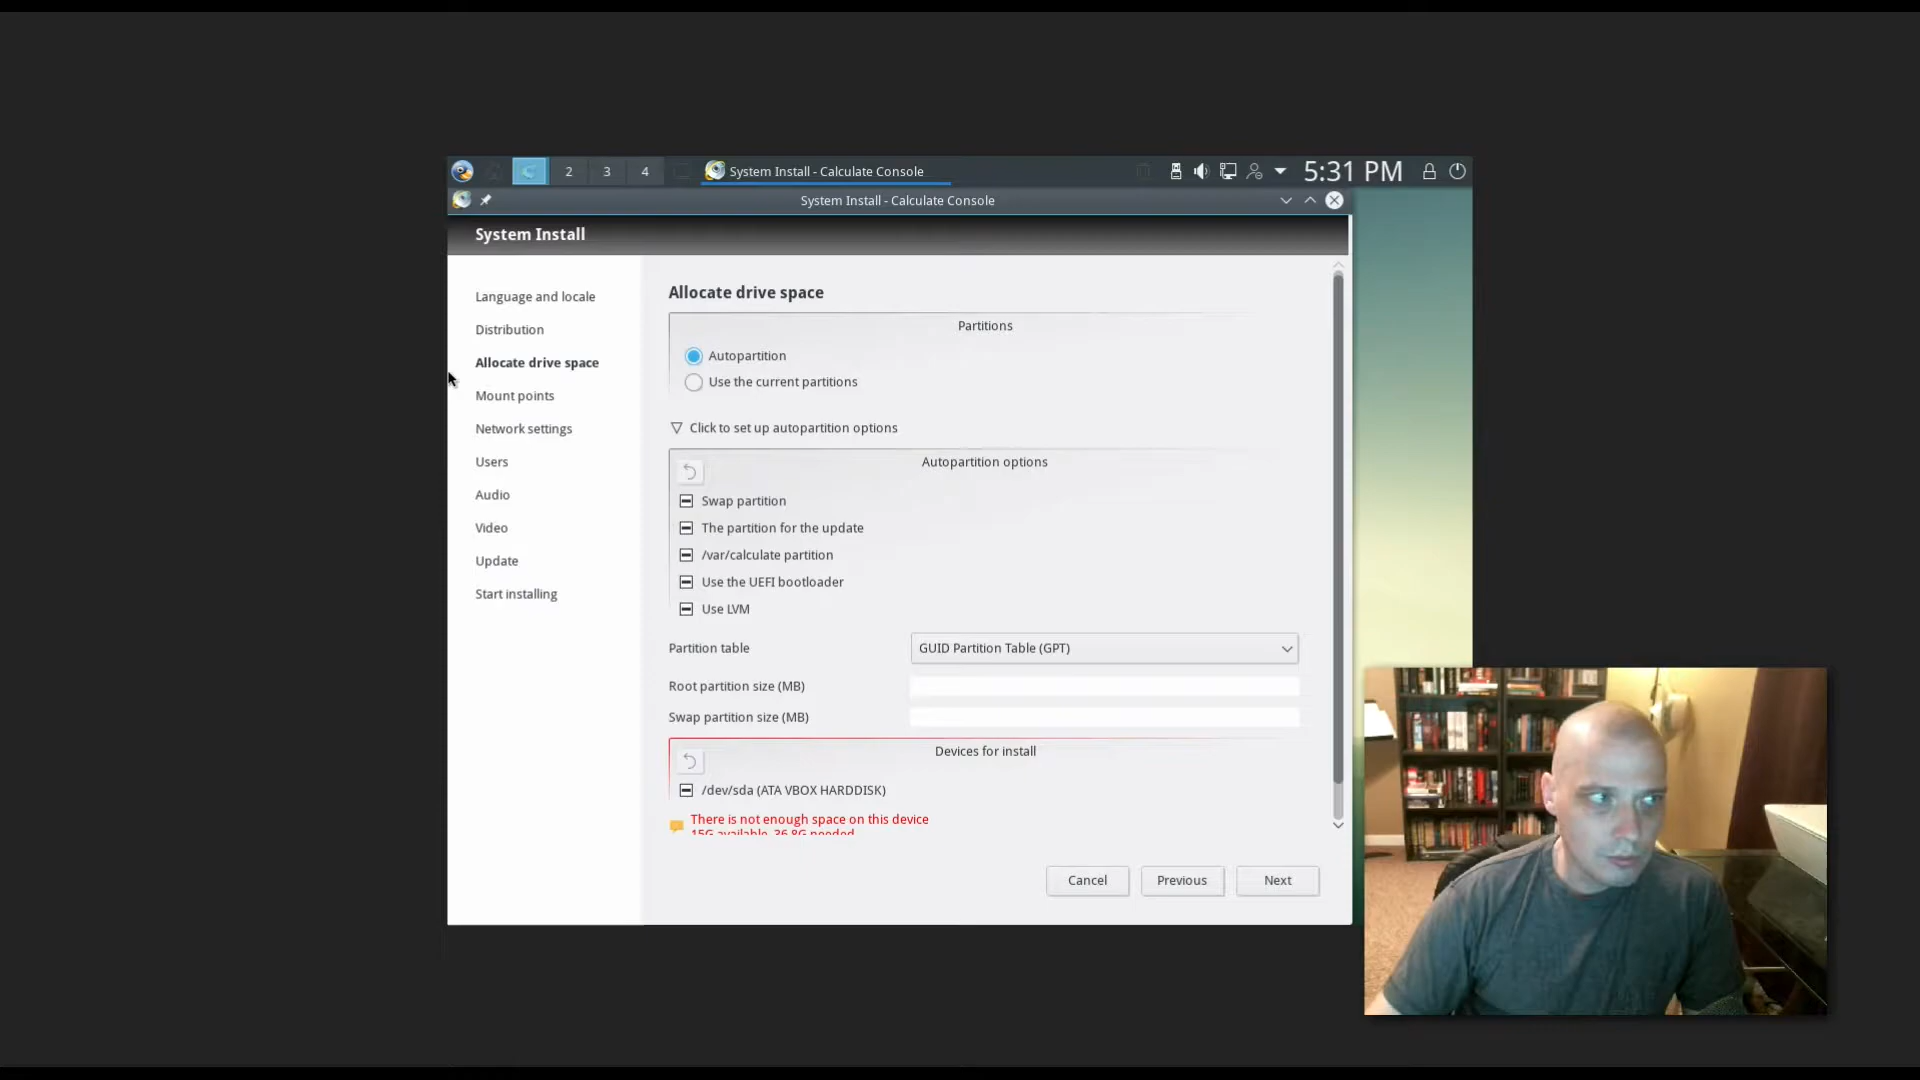 2
3
4
System Install - Calculate Console
5:31 PM
System Install - Calculate Console
System Install
Language and locale
Distribution
Allocate drive space
Mount points
Network settings
Users
Audio
Video
Update
Start installing
Allocate drive space
Partitions
Autopartition
Use the current partitions
Click to set up autopartition options
Autopartition options
Swap partition
The partition for the update
/var/calculate partition
Use the UEFI bootloader
Use LVM
Partition table
GUID Partition Table (GPT)
Root partition size (MB)
Swap partition size (MB)
Devices for install
/dev/sda (ATA VBOX HARDDISK)
There is not enough space on this device
15G available, 36.8G needed
Cancel
Previous
Next